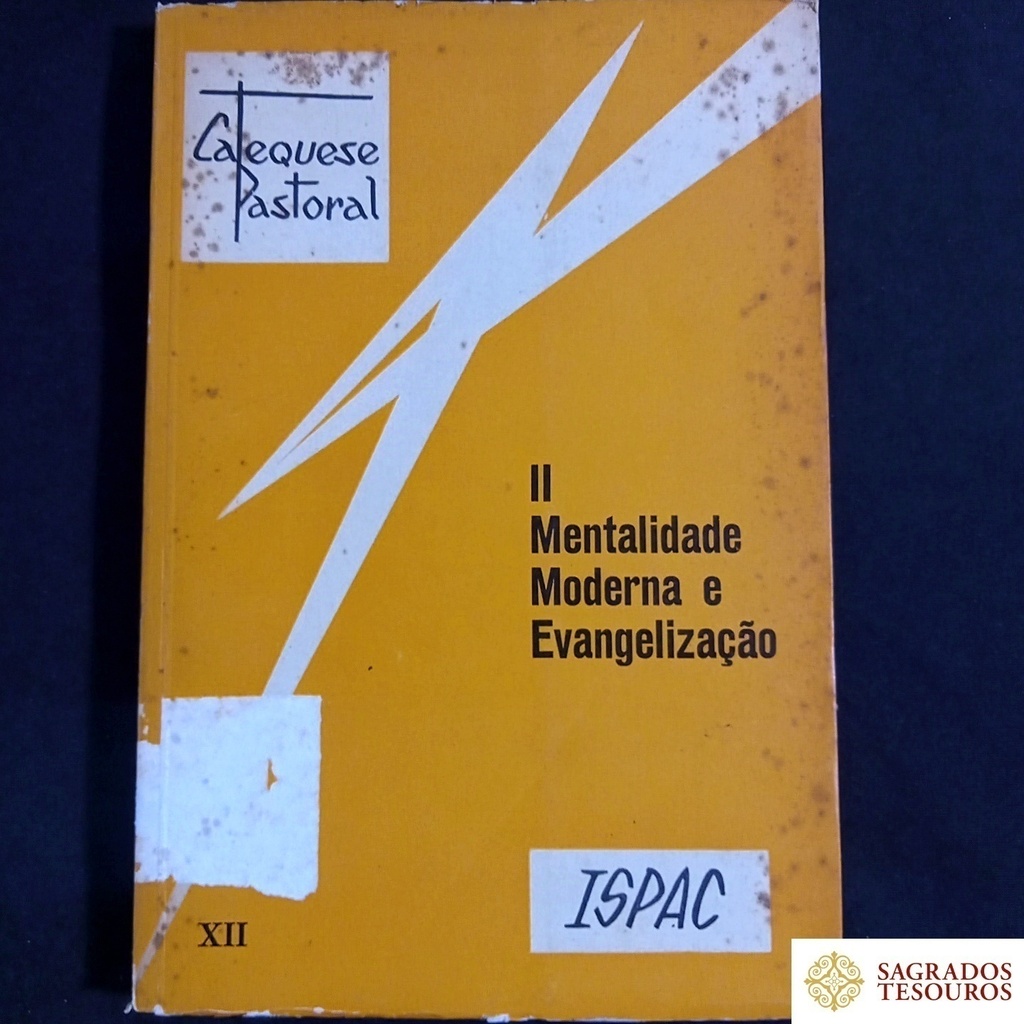 Catequese
Pastoral
II
Mentalidade
Moderna e
Evangelização
ISPAC
XII
SAGRADOS
TESOUROS